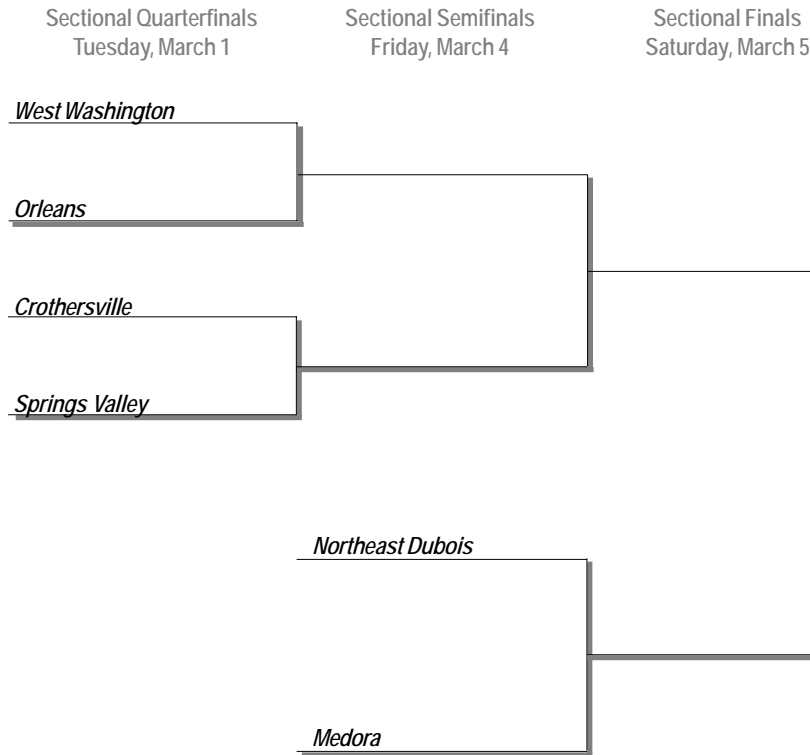 Sectional Quarterfinals
Tuesday, March 1
Sectional Semifinals
Friday, March 4
Sectional Finals
Saturday, March 5
West Washington
Orleans
Crothersville
Springs Valley
Northeast Dubois
Medora